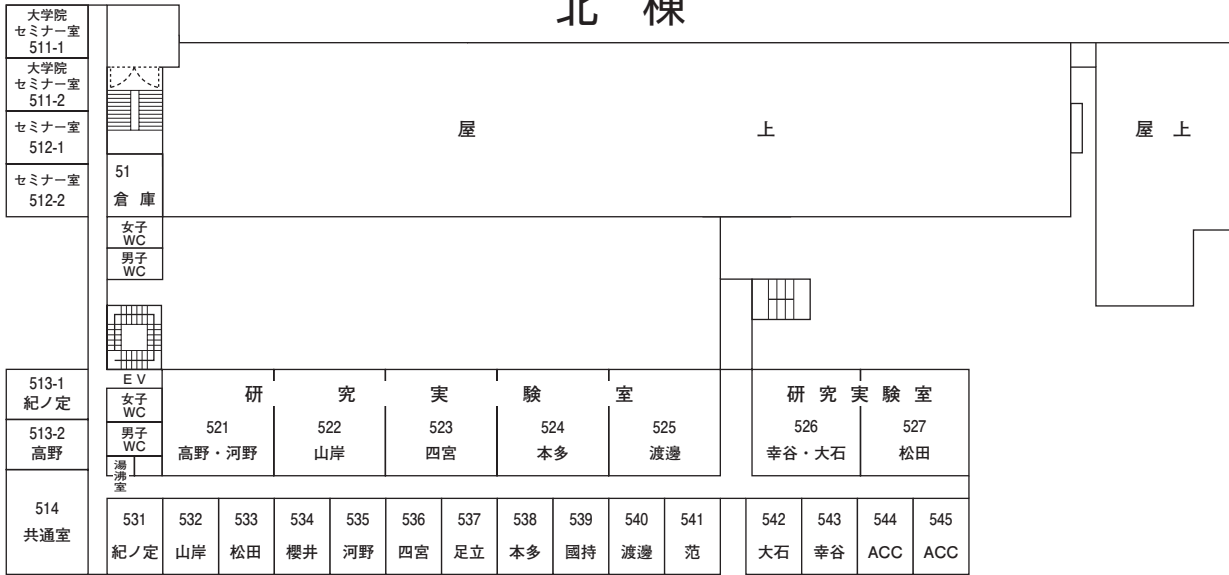 北 棟
大学院
セミナー室
511-1
大学院
セミナー室
511-2
セミナー室
512-1
セミナー室
512-2
51
倉 庫
女子
WC
男子
WC
屋 上
屋 上
513-1
紀ノ定
513-2
高野
514
共通室
EV
女子
WC
男子
WC
湯沸室
研 究 実 験 室
521
高野・河野
522
山岸
523
四宮
524
本多
525
渡邊
研 究 実 験 室
526
幸谷・大石
527
松田
531
紀ノ定
532
山岸
533
松田
534
櫻井
535
河野
536
四宮
537
足立
538
本多
539
國持
540
渡邊
541
范
542
大石
543
幸谷
544
ACC
545
ACC